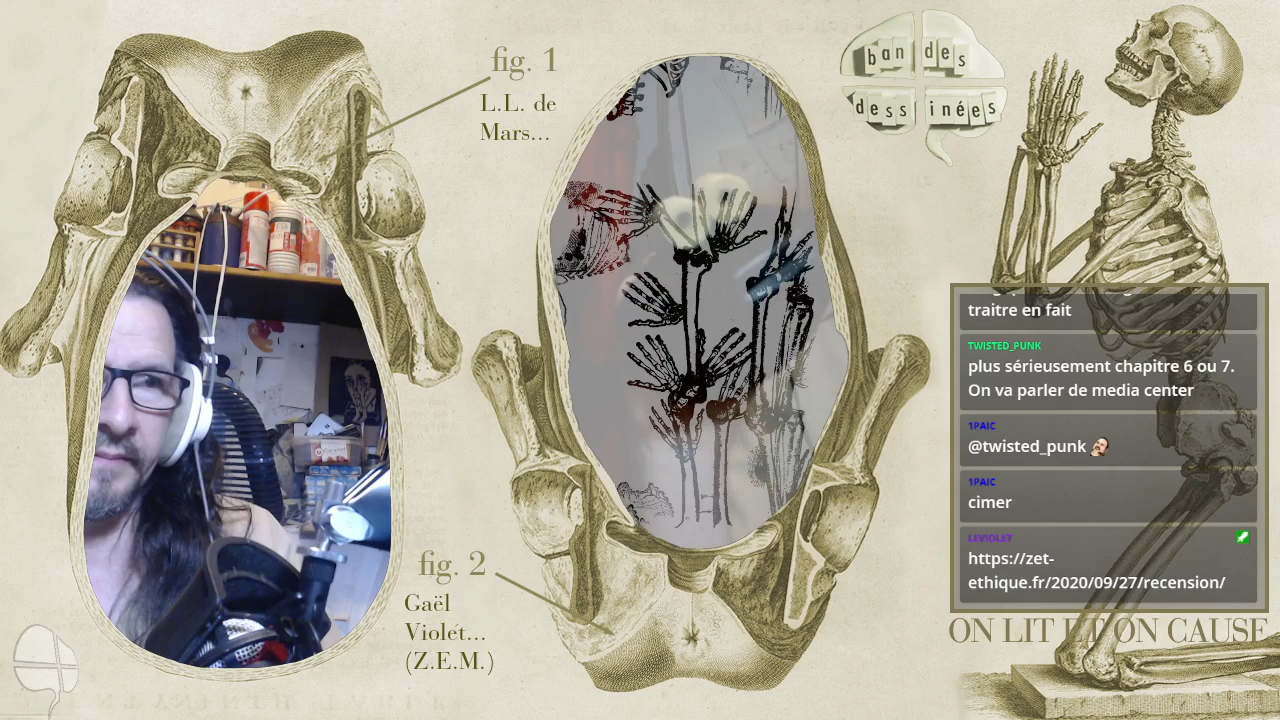 fig. 1
L.L. de
Mars...
ban des
dess inées
traitre en fait
TWISTED_PUNK
plus sérieusement chapitre 6 ou 7.
On va parler de media center
1PAIC
@twisted_punk
1PAIC
cimer
LEVIOLET
https://zet-
ethique.fr/2020/09/27/recension/
fig. 2
Gaël
Violét...
(Z.E.M.)
ON LIT ET ON CAUSE